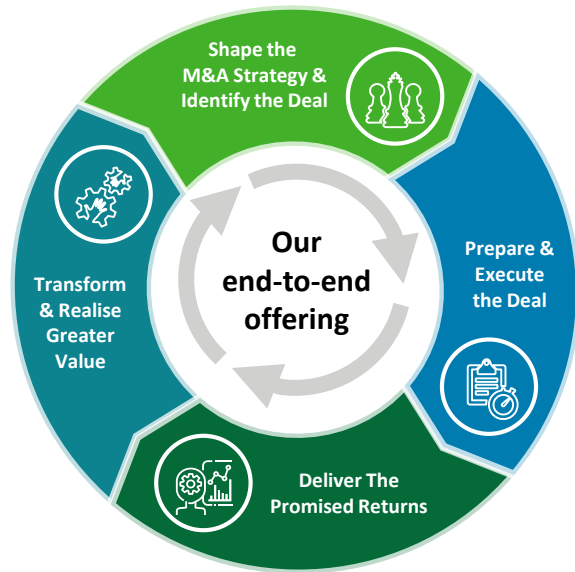 Shape the
M&A Strategy &
Identify the Deal
Prepare &
Execute
the Deal
Deliver The
Promised Returns
Transform
& Realise
Greater
Value
Our
end-to-end
offering